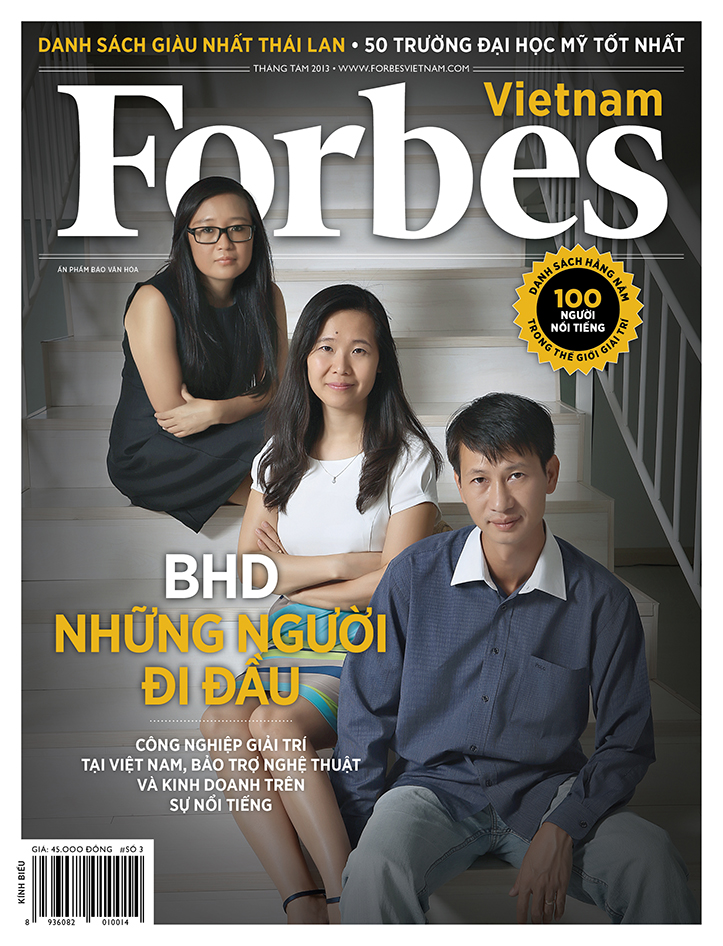 DANH SÁCH GIÀU NHẤT THÁI LAN • 50 TRƯỜNG ĐẠI HỌC MỸ TỐT NHẤT
THÁNG TÁM 2013 • WWW.FORBESVIETNAM.COM
Vietnam
Forbes
ẤN PHẨM BÁO VĂN HÓA
DANH SÁCH HÀNG NĂM
100
NGƯỜI
NỔI TIẾNG
TRONG THẾ GIỚI GIẢI TRÍ
BHD
NHỮNG NGƯỜI
ĐI ĐẦU
CÔNG NGHIỆP GIẢI TRÍ
TẠI VIỆT NAM, BẢO TRỢ NGHỆ THUẬT
VÀ KINH DOANH TRÊN
SỰ NỔI TIẾNG
GIÁ: 45.000 ĐỒNG #SỐ 3
KÍNH BIẾU
8 936082 010014